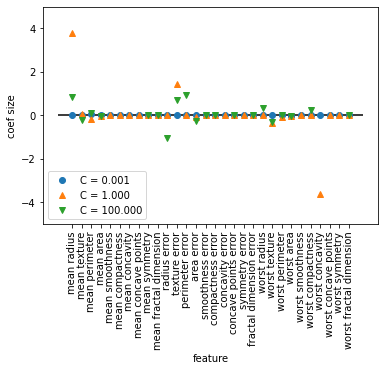 4
2
0
−2
−4
coef size
C = 0.001
C = 1.000
C = 100.000
mean radius
mean texture
mean perimeter
mean area
mean smoothness
mean compactness
mean concavity
mean concave points
mean symmetry
mean fractal dimension
radius error
texture error
perimeter error
area error
smoothness error
compactness error
concavity error
concave points error
symmetry error
fractal dimension error
worst radius
worst texture
worst perimeter
worst area
worst smoothness
worst compactness
worst concavity
worst concave points
worst symmetry
worst fractal dimension
feature